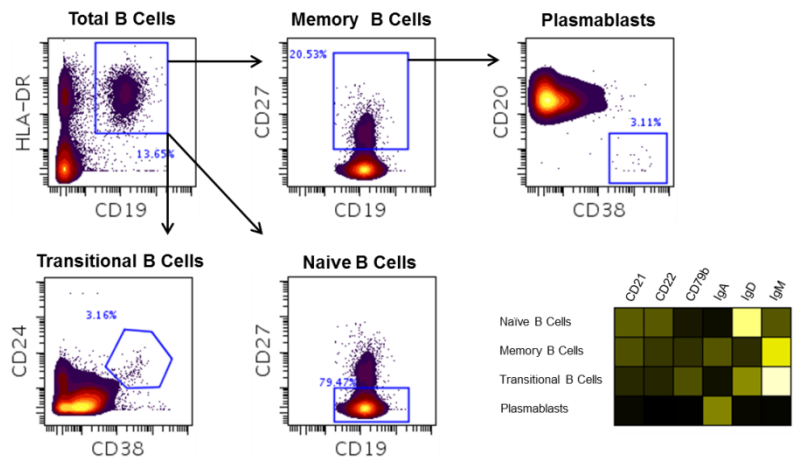 Total B Cells
Memory B Cells
Plasmablasts
HLA-DR
13.65%
CD19
CD27
20.53%
CD19
CD20
3.11%
CD38
Transitional B Cells
Naive B Cells
CD24
3.16%
CD38
CD27
79.47%
CD19
CD21
CD22
CD79b
IgA
IgD
IgM
Naïve B Cells
Memory B Cells
Transitional B Cells
Plasmablasts